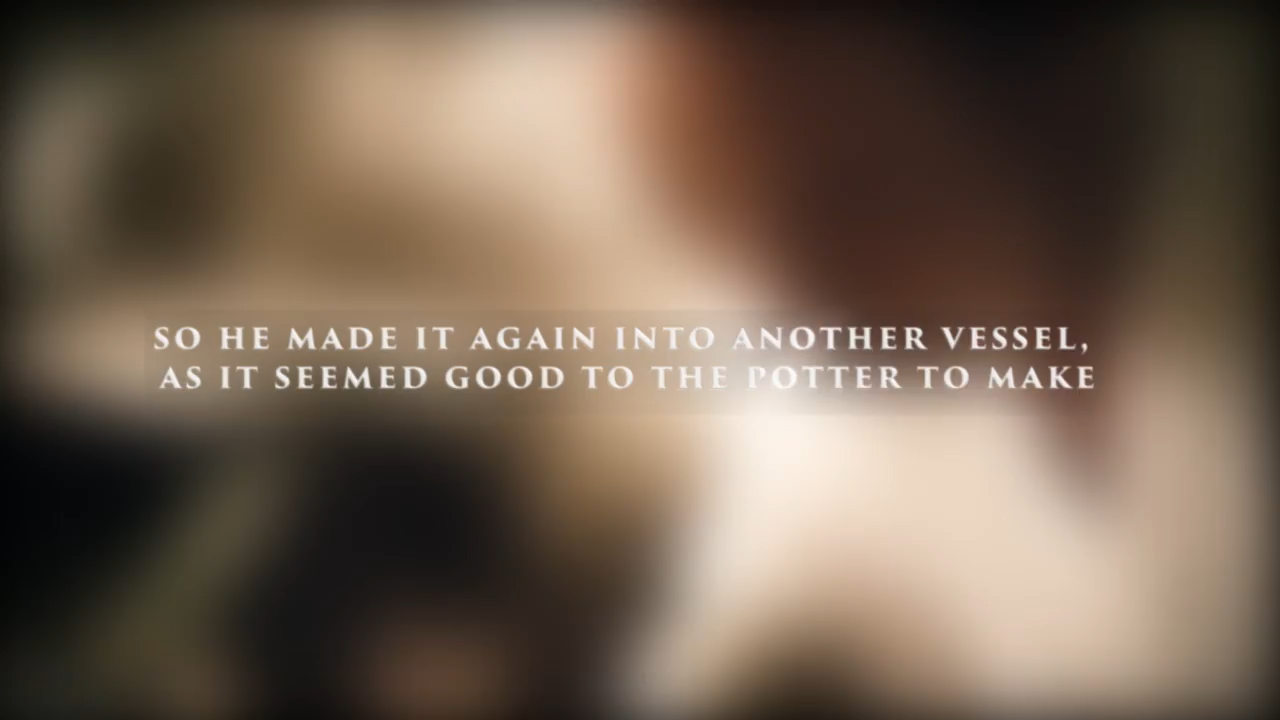 SO HE MADE IT AGAIN INTO ANOTHER VESSEL,
AS IT SEEMED GOOD TO THE POTTER TO MAKE